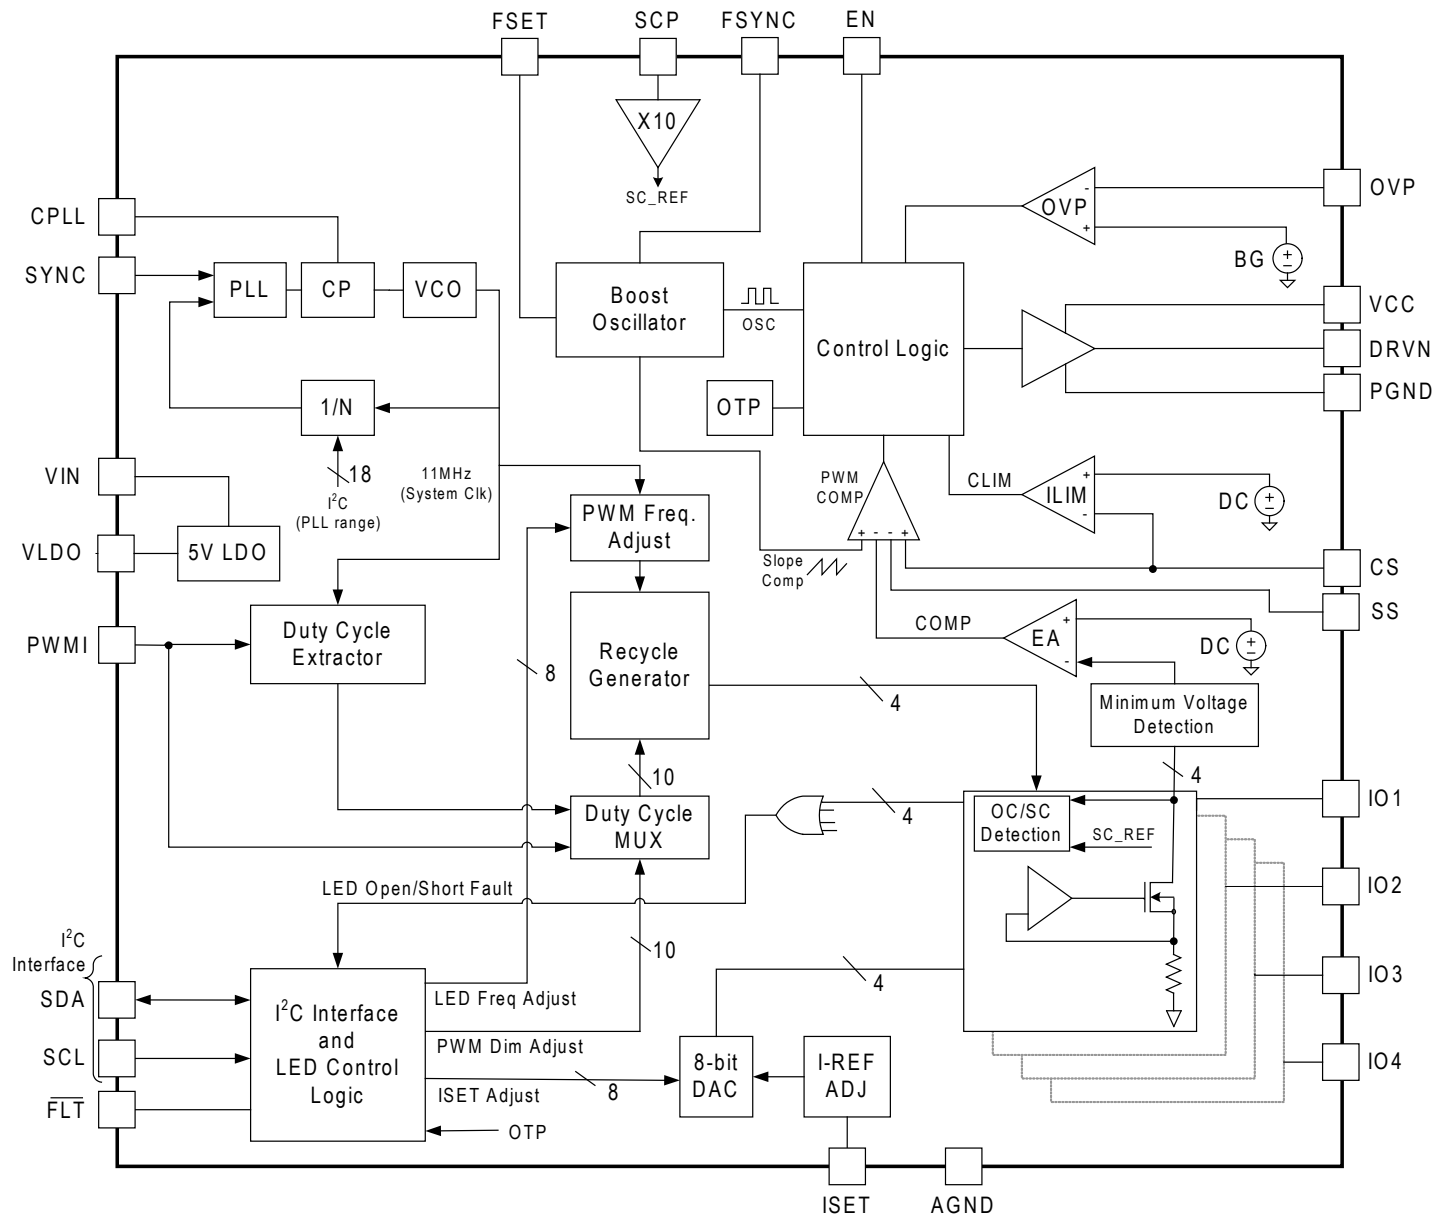 FSET
SCP
FSYNC
EN
X10
SC_REF
CPLL
SYNC
PLL
CP
VCO
Boost
Oscillator
OSC
Control Logic
OVP
-
+
OVP
BG
+
-
VCC
DRVN
PGND
1/N
OTP
18
I²C
(PLL range)
11MHz
(System Clk)
VIN
VLDO
5V LDO
PWM Freq.
Adjust
PWM
COMP
+ - - +
CLIM
ILIM
+
-
DC
+
-
Slope
Comp
CS
SS
PWMI
Duty Cycle
Extractor
8
Recycle
Generator
4
COMP
EA
+
-
DC
+
-
Minimum Voltage
Detection
4
10
Duty Cycle
MUX
4
OC/SC
Detection
SC_REF
IO1
IO2
IO3
IO4
LED Open/Short Fault
10
4
I²C
Interface
SDA
SCL
FLT
I²C Interface
and
LED Control
Logic
LED Freq Adjust
PWM Dim Adjust
ISET Adjust
8
OTP
8-bit
DAC
I-REF
ADJ
ISET
AGND